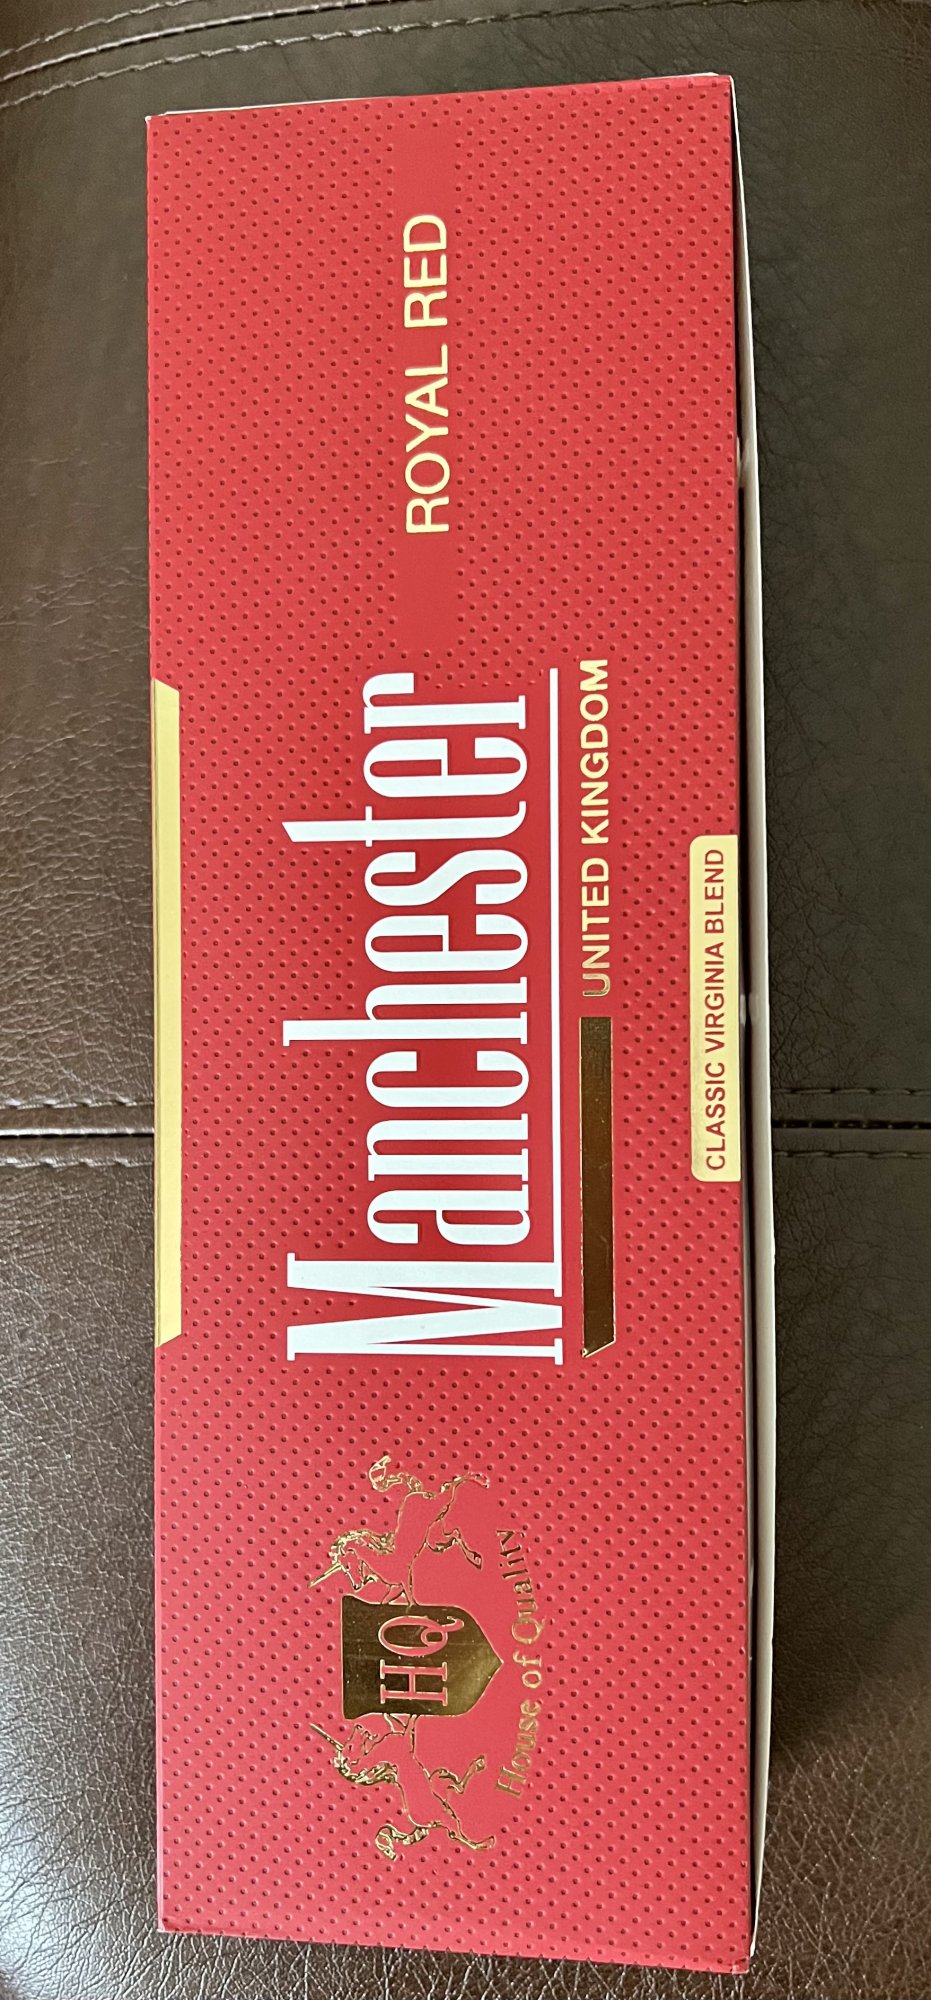 HQ
House of Quality
Manchester
UNITED KINGDOM
ROYAL RED
CLASSIC VIRGINIA BLEND